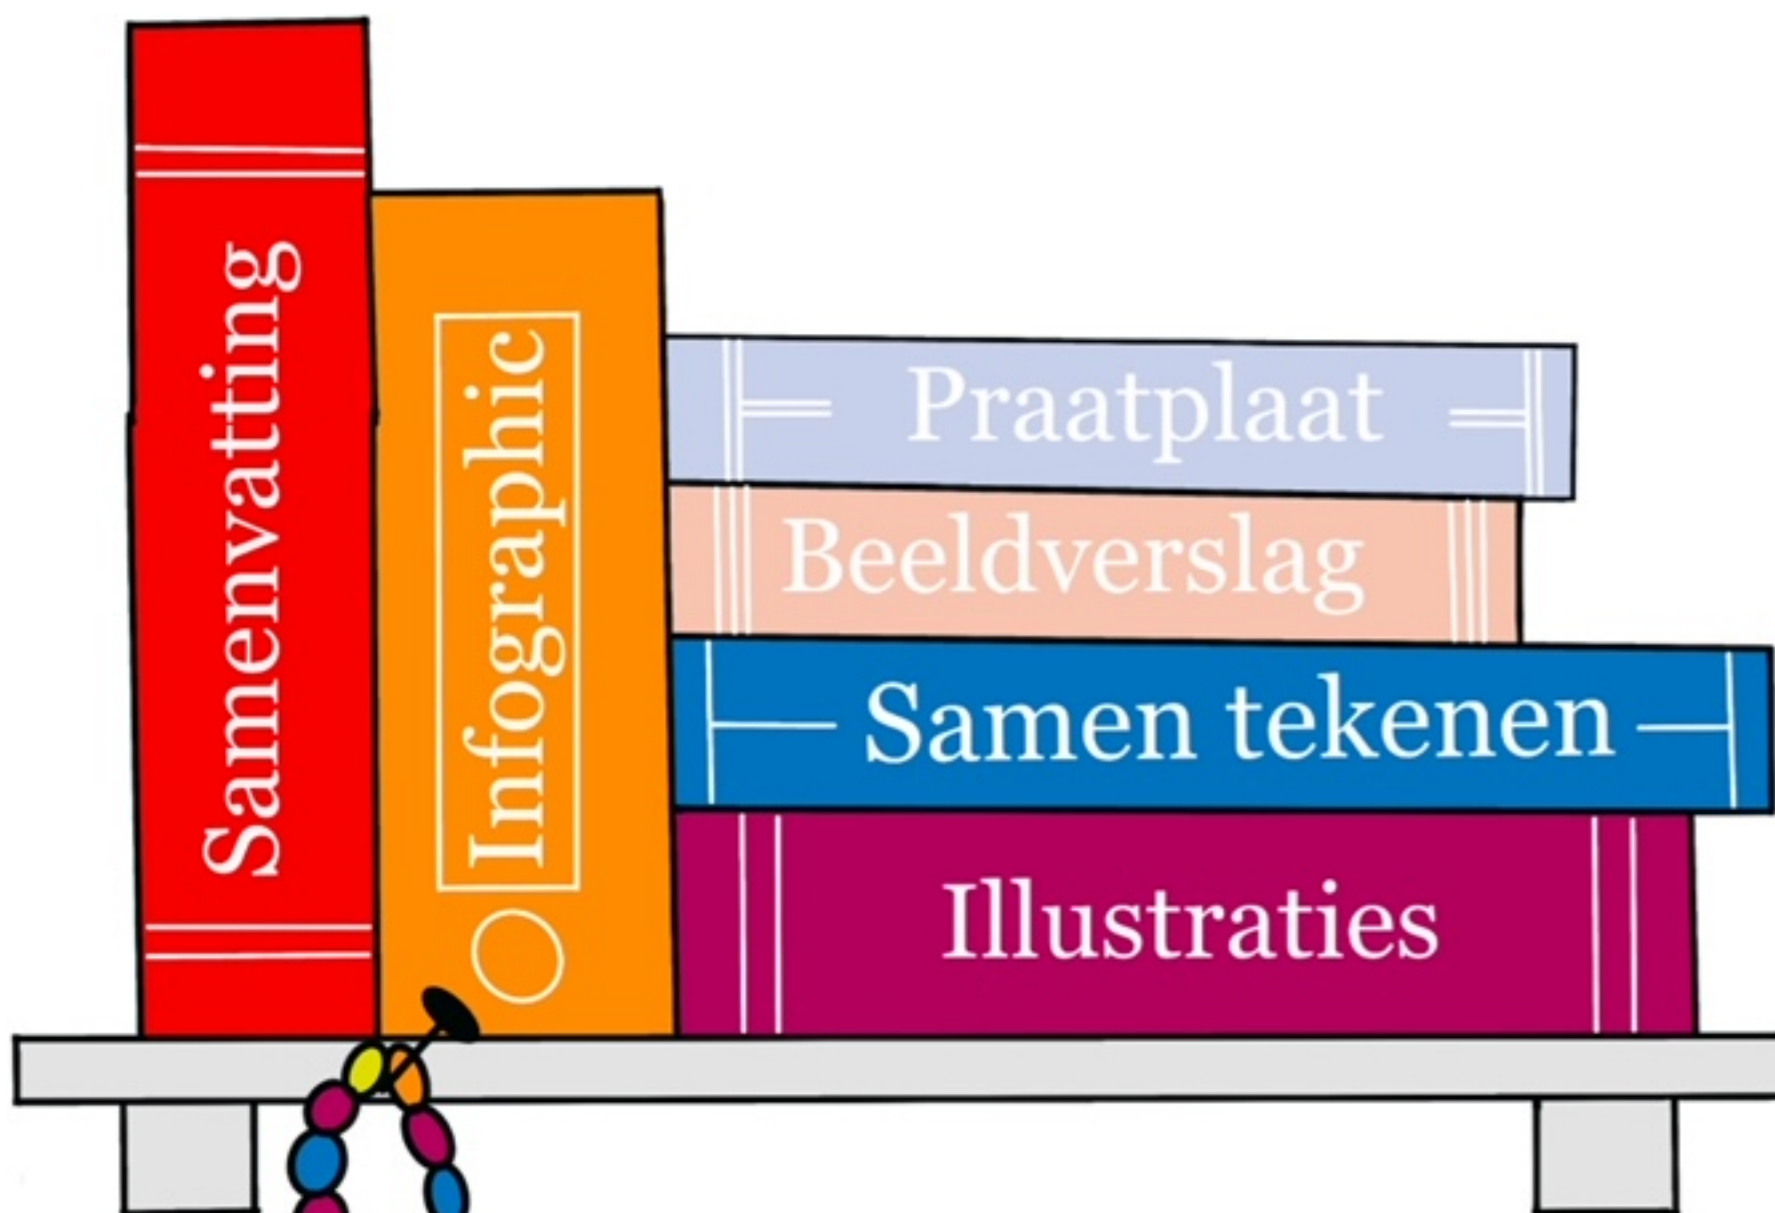 Samenvatting
Infographic
Praatplaat
Beeldverslag
Samen tekenen
Illustraties